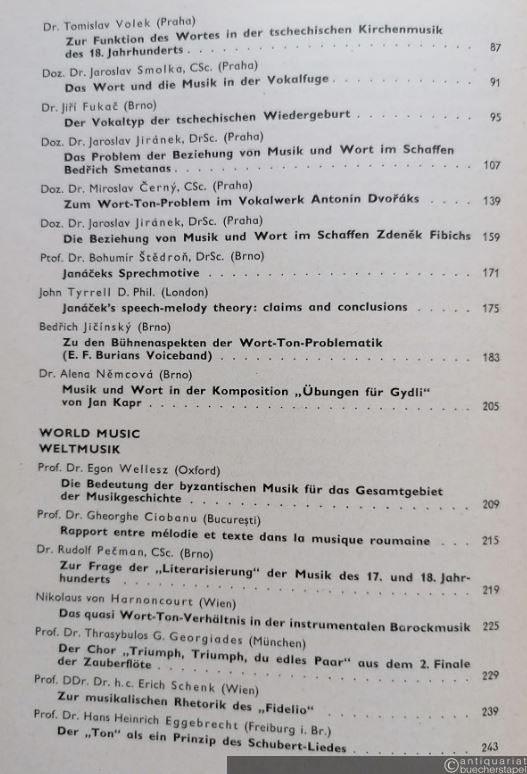 Dr. Tomislav Volek (Praha)
Zur Funktion des Wortes in der tschechischen Kirchenmusik
des 18. Jahrhunderts . . . . . . . . . . . . . . . . . . . 87
Doz. Dr. Jaroslav Smolka, CSc. (Praha)
Das Wort und die Musik in der Vokalfuge . . . . . . . . . . 91
Dr. Jiří Fukač (Brno)
Der Vokaltyp der tschechischen Wiedergeburt . . . . . . . . 95
Doz. Dr. Jaroslav Jiránek, DrSc. (Praha)
Das Problem der Beziehung von Musik und Wort im Schaffen
Bedřich Smetanas . . . . . . . . . . . . . . . . . . . . 107
Doz. Dr. Miroslav Černý, CSc. (Praha)
Zum Wort-Ton-Problem im Vokalwerk Antonin Dvořáks . . . . 139
Doz. Dr. Jaroslav Jiránek, DrSc. (Praha)
Die Beziehung von Musik und Wort im Schaffen Zdeněk Fibichs 159
Ptof. Dr. Bohumír Štědroň, DrSc. (Brno)
Janáčeks Sprechmotive . . . . . . . . . . . . . . . . . . 171
John Tyrrell D. Phil. (London)
Janáček's speech-melody theory: claims and conclusions . . . . 175
Bedřich Jičínský (Brno)
Zu den Bühnenaspekten der Wort-Ton-Problematik
(E. F. Burians Voiceband) . . . . . . . . . . . . . . . . . 183
Dr. Alena Němcová (Brno)
Musik und Wort in der Komposition „Übungen für Gydli“
von Jan Kapr . . . . . . . . . . . . . . . . . . . . . . 205
WORLD MUSIC
WELTMUSIK
Prof. Dr. Egon Wellesz (Oxford)
Die Bedeutung der byzantischen Musik für das Gesamtgebiet
der Musikgeschichte . . . . . . . . . . . . . . . . . . . 209
Prof. Dr. Gheorghe Ciobanu (București)
Rapport entre mélodie et texte dans la musique roumaine . . . 215
Dr. Rudolf Pečman, CSc. (Brno)
Zur Frage der „Literarisierung“ der Musik des 17. und 18. Jahr-
hunderts . . . . . . . . . . . . . . . . . . . . . . . . 219
Nikolaus von Harnoncourt (Wien)
Das quasi Wort-Ton-Verhältnis in der instrumentalen Barockmusik 225
Prof. Dr. Thrasybulos G. Georgiades (München)
Der Chor „Triumph, Triumph, du edles Paar“ aus dem 2. Finale
der Zauberflöte . . . . . . . . . . . . . . . . . . . . . 229
Prof. DDr. Dr. h. c. Erich Schenk (Wien)
Zur musikalischen Rhetorik des „Fidelio“ . . . . . . . . . . 239
Prof. Dr. Hans Heinrich Eggebrecht (Freiburg i. Br.)
Der „Ton“ als ein Prinzip des Schubert-Liedes . . . . . . . . 243
©antiquariat
buecherstapel